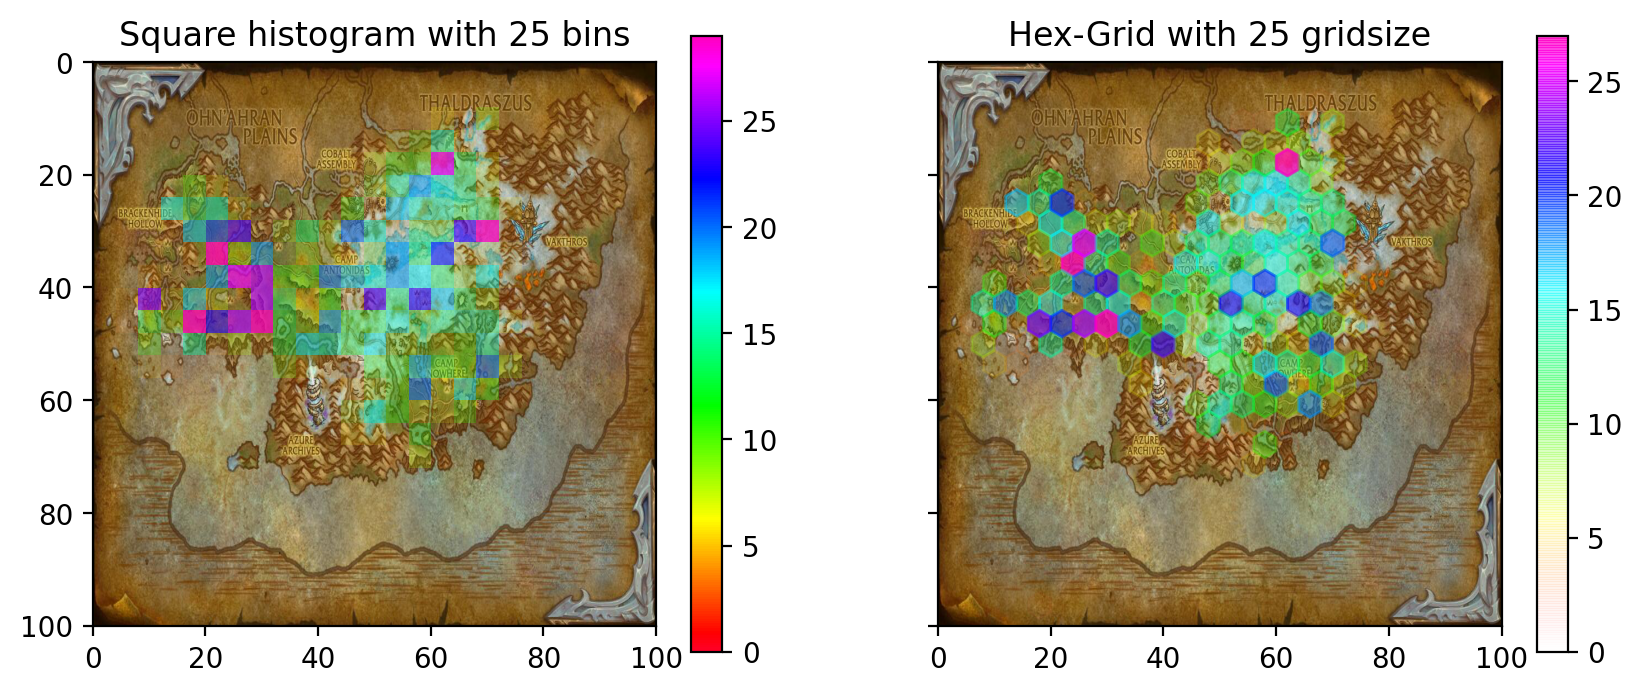 Square histogram with 25 bins
0
20
40
60
80
100
0
20
40
60
80
100
OHN'AHRAN
PLAINS
THALDRASZUS
COBALT
ASSEMBLY
BRACKENHIDE
HOLLOW
VAKTHROS
CAMP
ANTONIDAS
CAMP
NOWHERE
AZURE
ARCHIVES
25
20
15
10
5
0
Hex-Grid with 25 gridsize
OHN'AHRAN
PLAINS
THALDRASZUS
COBALT
ASSEMBLY
BRACKENHIDE
HOLLOW
VAKTHROS
CAMP
ANTONIDAS
CAMP
NOWHERE
AZURE
ARCHIVES
0
20
40
60
80
100
25
20
15
10
5
0